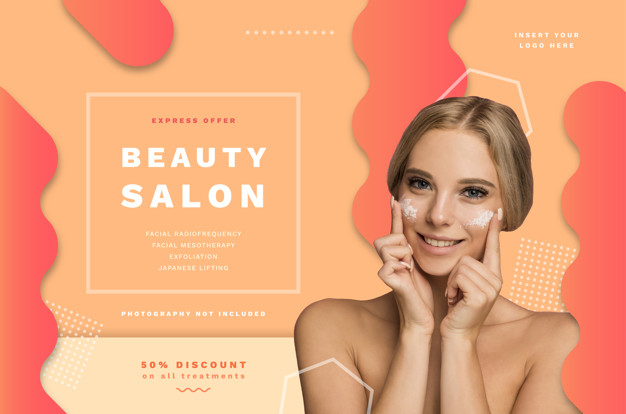 INSERT YOUR
LOGO HERE
EXPRESS OFFER
BEAUTY
SALON
FACIAL RADIOFREQUENCY
FACIAL MESOTHERAPY
EXFOLIATION
JAPANESE LIFTING
PHOTOGRAPHY NOT INCLUDED
50% DISCOUNT
on all treatments